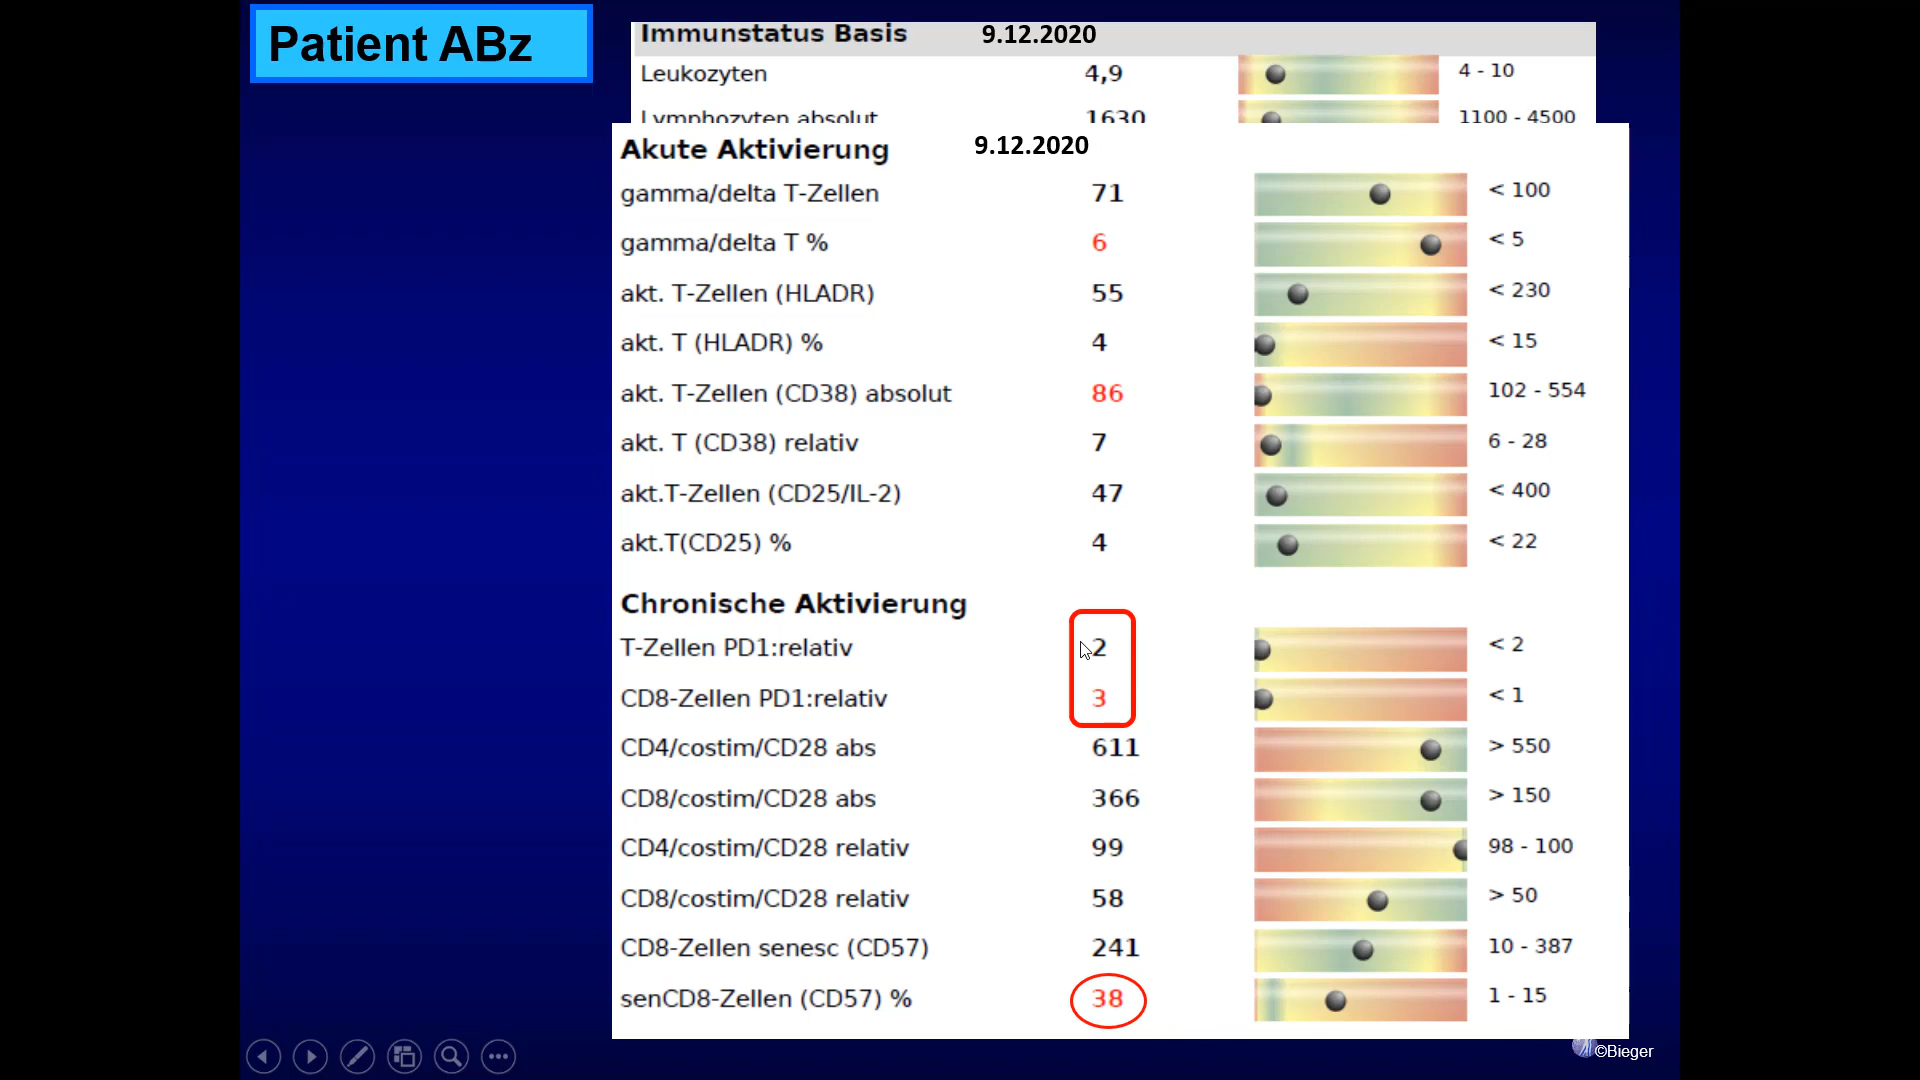 Patient ABz
Immunstatus Basis 9.12.2020
Leukozyten 4,9 4 - 10
Lymphozyten absolut 1630 1100 - 4500
Akute Aktivierung 9.12.2020
gamma/delta T-Zellen 71 < 100
gamma/delta T % 6 < 5
akt. T-Zellen (HLADR) 55 < 230
akt. T (HLADR) % 4 < 15
akt. T-Zellen (CD38) absolut 86 102 - 554
akt. T (CD38) relativ 7 6 - 28
akt.T-Zellen (CD25/IL-2) 47 < 400
akt.T(CD25) % 4 < 22
Chronische Aktivierung
T-Zellen PD1:relativ 2 < 2
CD8-Zellen PD1:relativ 3 < 1
CD4/costim/CD28 abs 611 > 550
CD8/costim/CD28 abs 366 > 150
CD4/costim/CD28 relativ 99 98 - 100
CD8/costim/CD28 relativ 58 > 50
CD8-Zellen senesc (CD57) 241 10 - 387
senCD8-Zellen (CD57) % 38 1 - 15
©Bieger